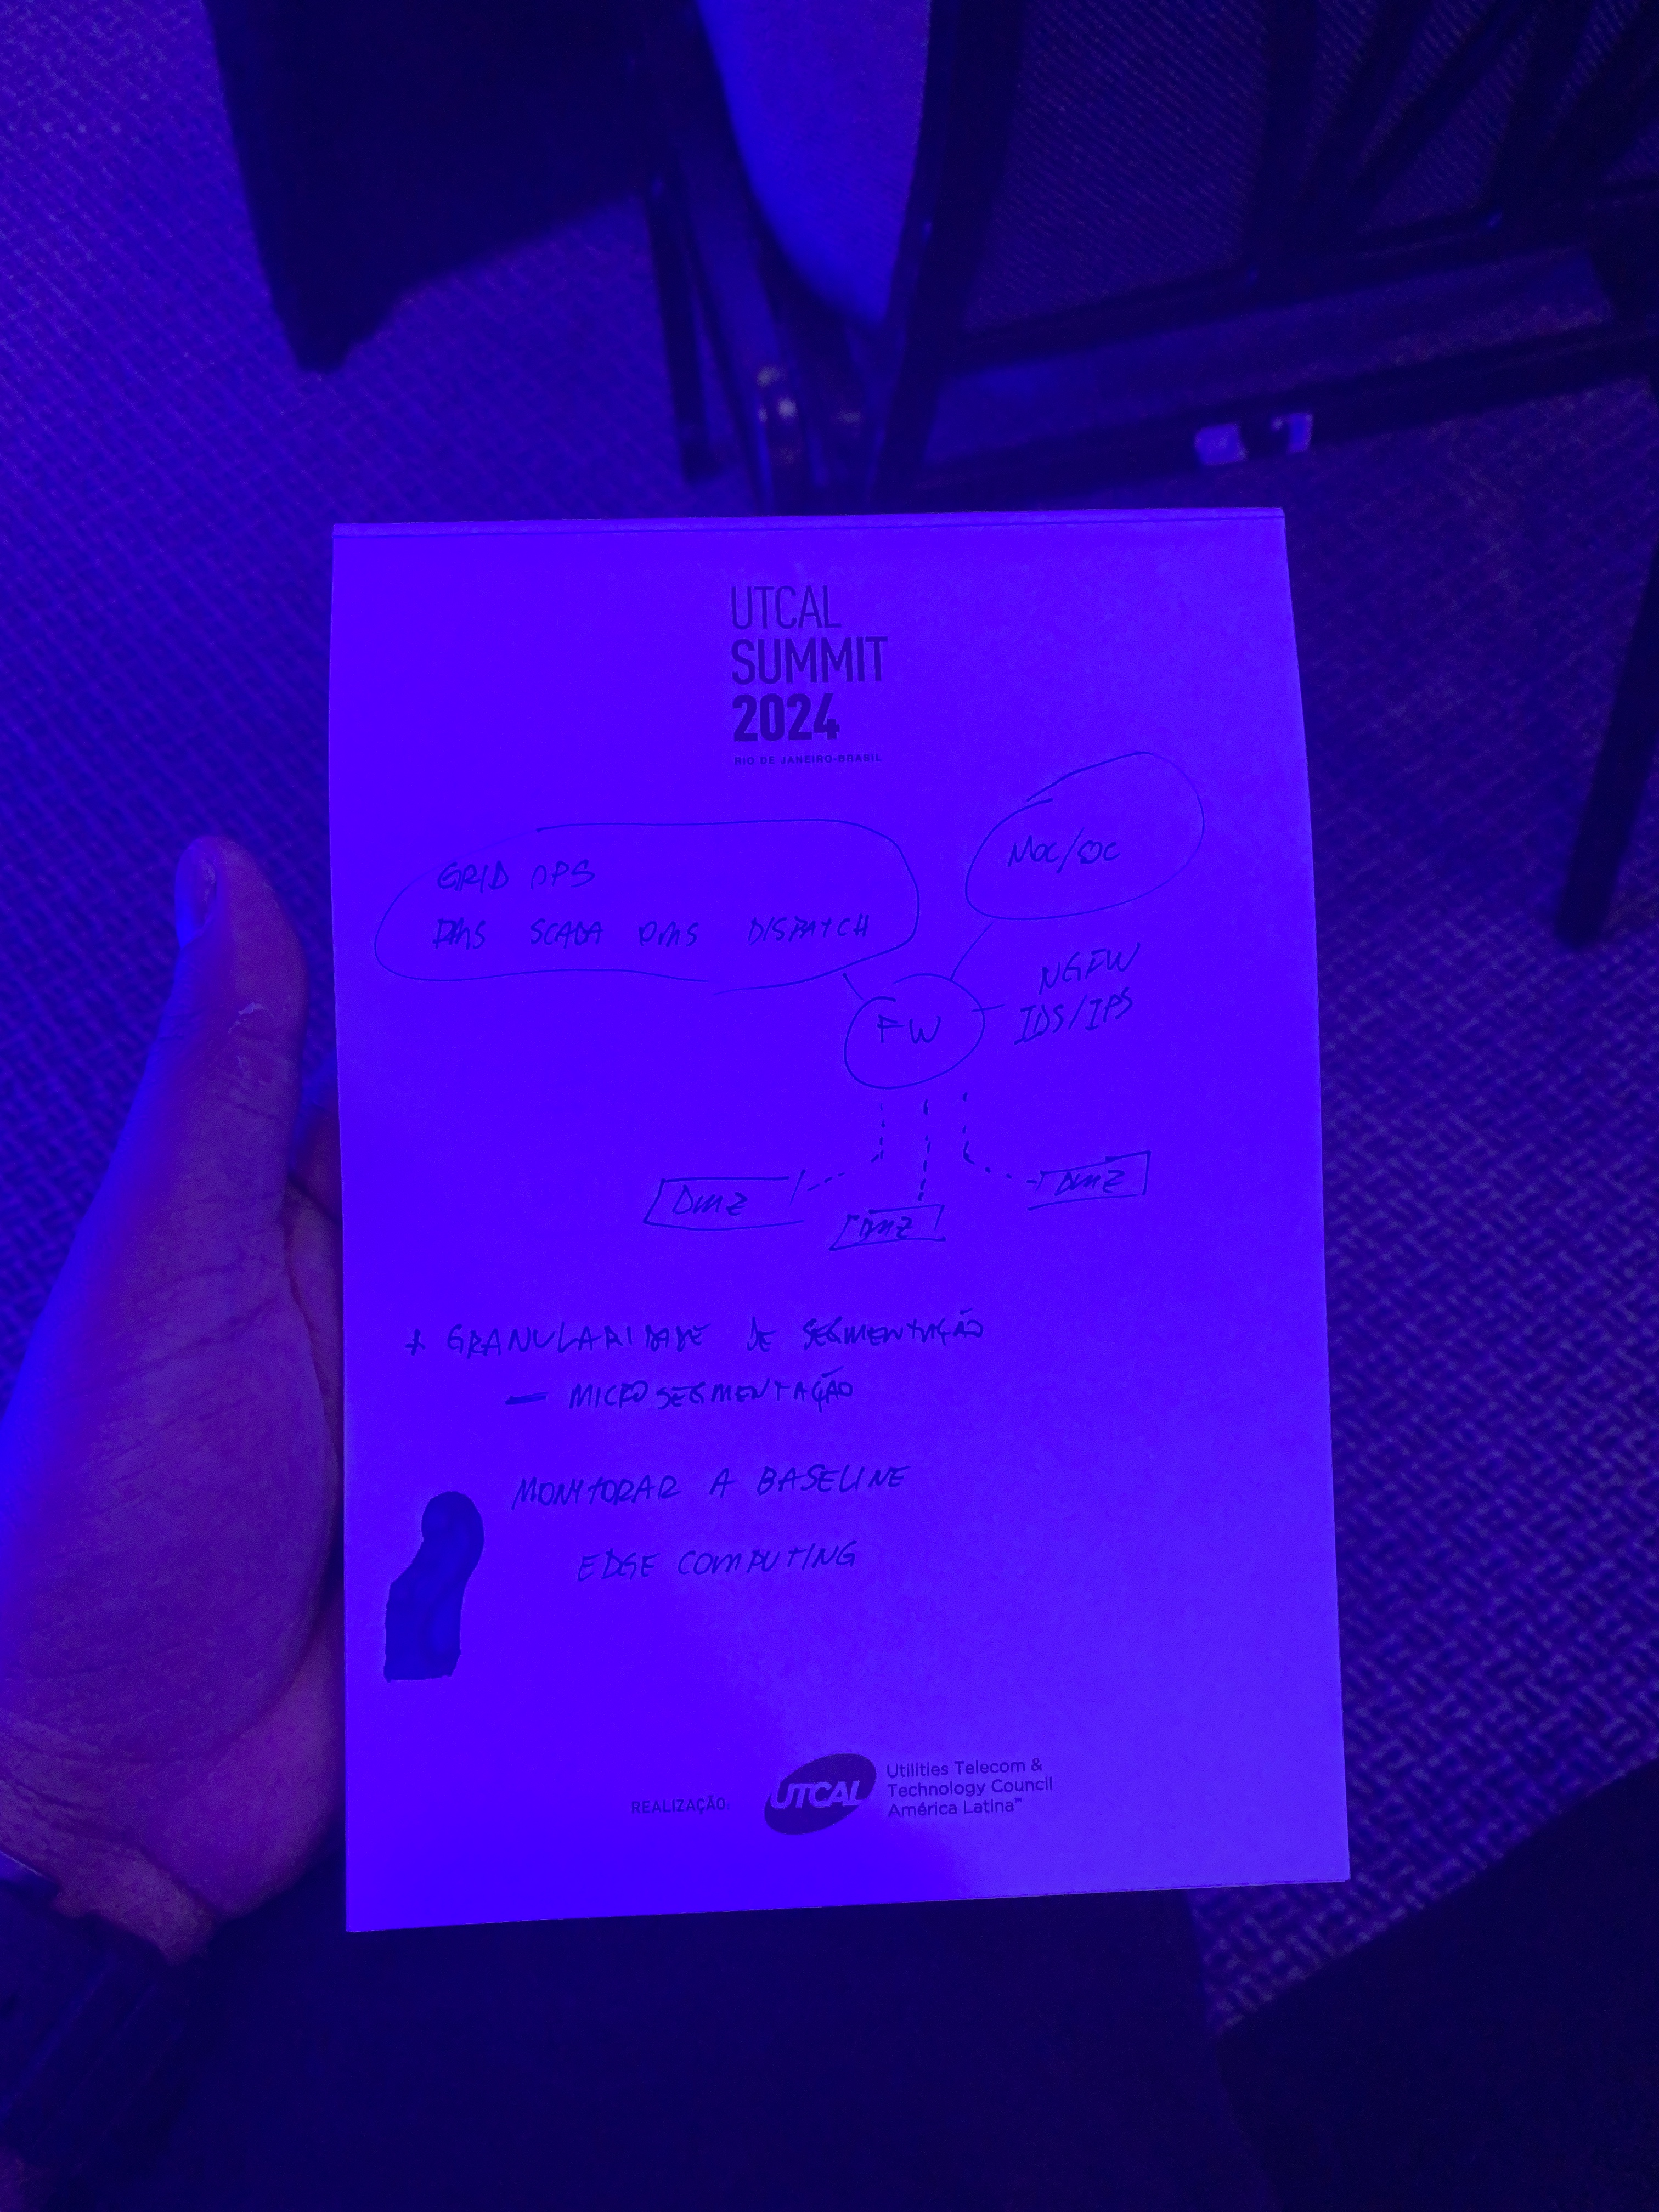 UTCAL
SUMMIT
2024
RIO DE JANEIRO-BRASIL
GRID OPS
DMS SCADA OMS DISPATCH
NOC/SOC
NGFW
IDS/IPS
FW
DMZ
DMZ
DMZ
* GRANULARIDADE DE SEGMENTAÇÃO
— MICROSEGMENTAÇÃO
MONITORAR A BASELINE
EDGE COMPUTING
REALIZAÇÃO:
UTCAL
Utilities Telecom &
Technology Council
América Latina™